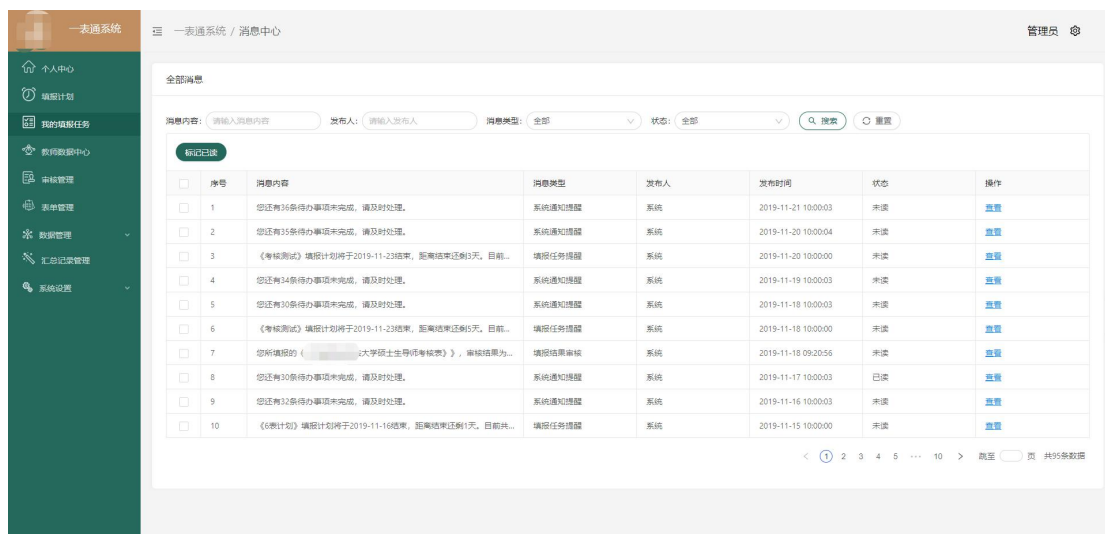 一表通系统
一表通系统 / 消息中心
管理员
个人中心
填报计划
我的填报任务
教师数据中心
审核管理
表单管理
数据管理
汇总记录管理
系统设置
全部消息
消息内容: 请输入消息内容 发布人: 请输入发布人 消息类型: 全部 状态: 全部 搜索 重置
标记已读
序号 消息内容 消息类型 发布人 发布时间 状态 操作
1 您还有36条待办事项未完成，请及时处理。 系统通知提醒 系统 2019-11-21 10:00:03 未读 查看
2 您还有35条待办事项未完成，请及时处理。 系统通知提醒 系统 2019-11-20 10:00:04 未读 查看
3 《考核测试》填报计划将于2019-11-23结束，距离结束还剩3天。目前... 填报任务提醒 系统 2019-11-20 10:00:00 未读 查看
4 您还有34条待办事项未完成，请及时处理。 系统通知提醒 系统 2019-11-19 10:00:03 未读 查看
5 您还有30条待办事项未完成，请及时处理。 系统通知提醒 系统 2019-11-18 10:00:03 未读 查看
6 《考核测试》填报计划将于2019-11-23结束，距离结束还剩5天。目前... 填报任务提醒 系统 2019-11-18 10:00:00 未读 查看
7 您所填报的《 大学硕士生导师考核表》》，审核结果为... 填报结果审核 系统 2019-11-18 09:20:56 未读 查看
8 您还有30条待办事项未完成，请及时处理。 系统通知提醒 系统 2019-11-17 10:00:03 已读 查看
9 您还有32条待办事项未完成，请及时处理。 系统通知提醒 系统 2019-11-16 10:00:03 未读 查看
10 《6表计划》填报计划将于2019-11-16结束，距离结束还剩1天。目前共... 填报任务提醒 系统 2019-11-15 10:00:00 未读 查看
< 1 2 3 4 5 ··· 10 > 跳至 页 共95条数据